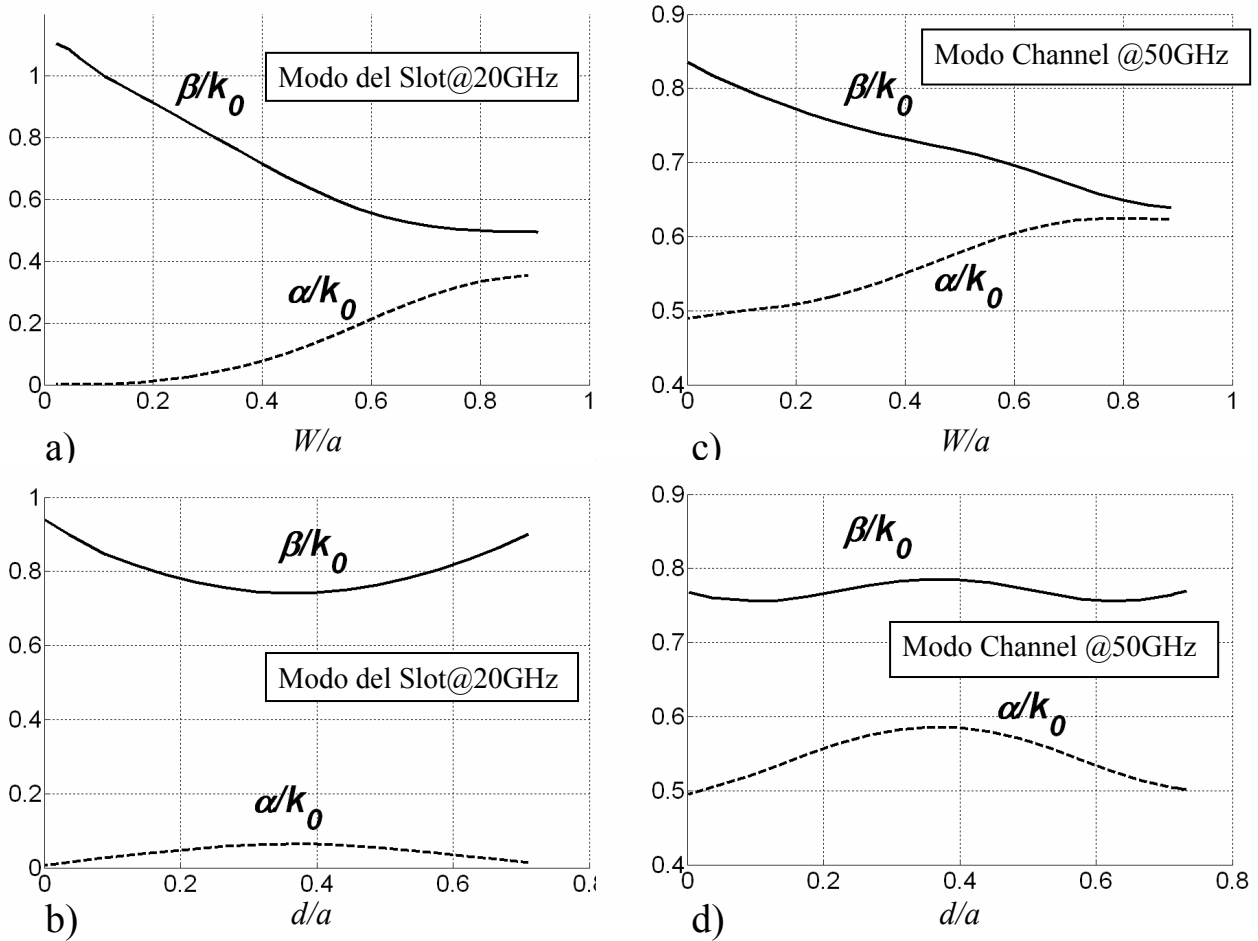 1
0.8
0.6
0.4
0.2
0
β/k0
Modo del Slot@20GHz
α/k0
0 0.2 0.4 0.6 0.8 1
a) W/a
0.9
0.8
0.7
0.6
0.5
0.4
Modo Channel @50GHz
β/k0
α/k0
0 0.2 0.4 0.6 0.8 1
c) W/a
1
0.8
0.6
0.4
0.2
0
β/k0
Modo del Slot@20GHz
α/k0
0 0.2 0.4 0.6 0.8
b) d/a
0.9
0.8
0.7
0.6
0.5
0.4
β/k0
Modo Channel @50GHz
α/k0
0 0.2 0.4 0.6 0.8
d) d/a